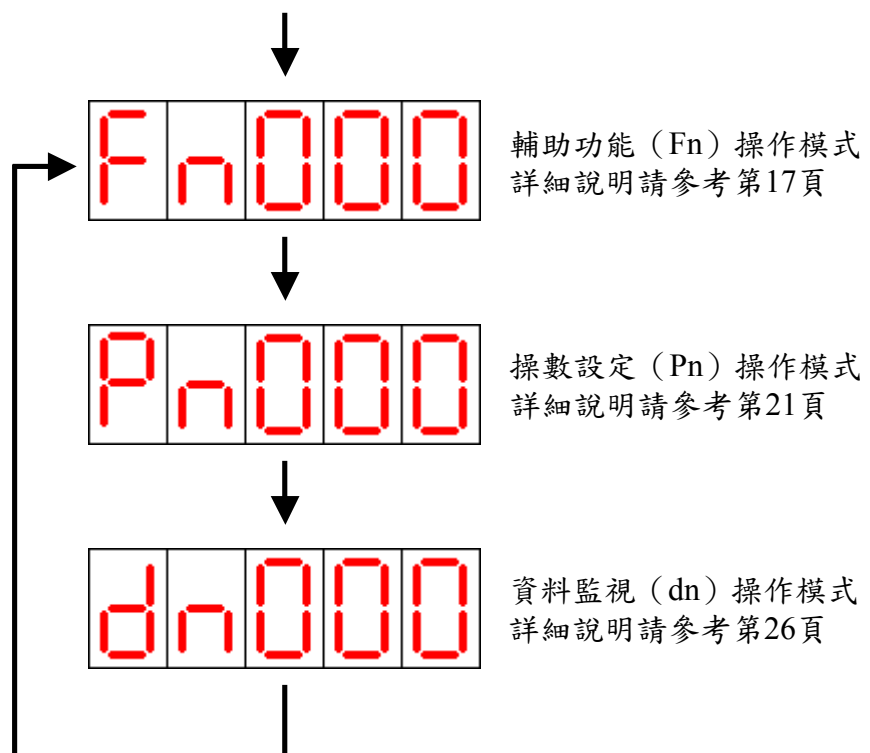 Fn000
輔助功能（Fn）操作模式
詳細說明請參考第17頁
Pn000
操數設定（Pn）操作模式
詳細說明請參考第21頁
dn000
資料監視（dn）操作模式
詳細說明請參考第26頁